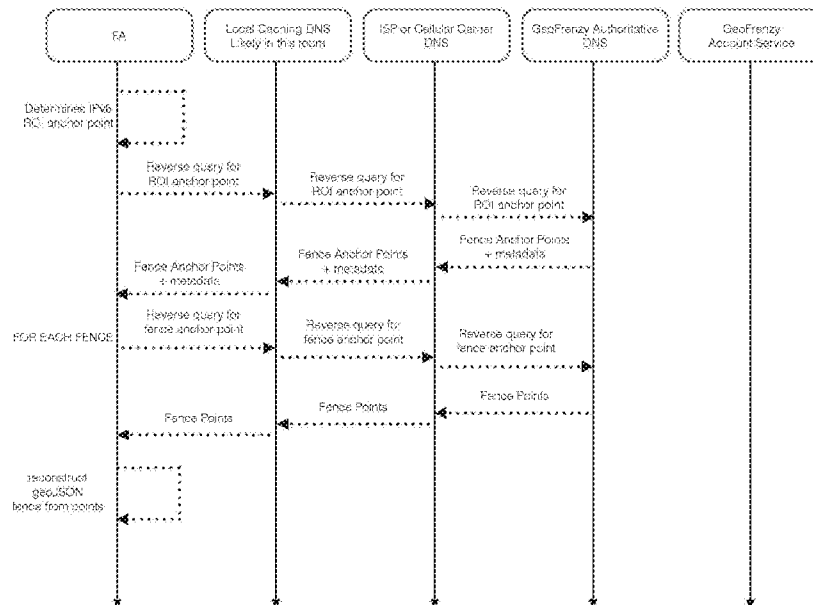 FA
Local Caching DNS
Likely in this room
ISP or Cellular Carrier
DNS
GeoFrenzy Authoritative
DNS
GeoFrenzy
Account Service
Determines IPv6
ROI anchor point
Reverse query for
ROI anchor point
Reverse query for
ROI anchor point
Reverse query for
ROI anchor point
Fence Anchor Points
+ metadata
Fence Anchor Points
+ metadata
Fence Anchor Points
+ metadata
FOR EACH FENCE
Reverse query for
fence anchor point
Reverse query for
fence anchor point
Reverse query for
fence anchor point
Fence Points
Fence Points
Fence Points
reconstruct
geoJSON
fence from points